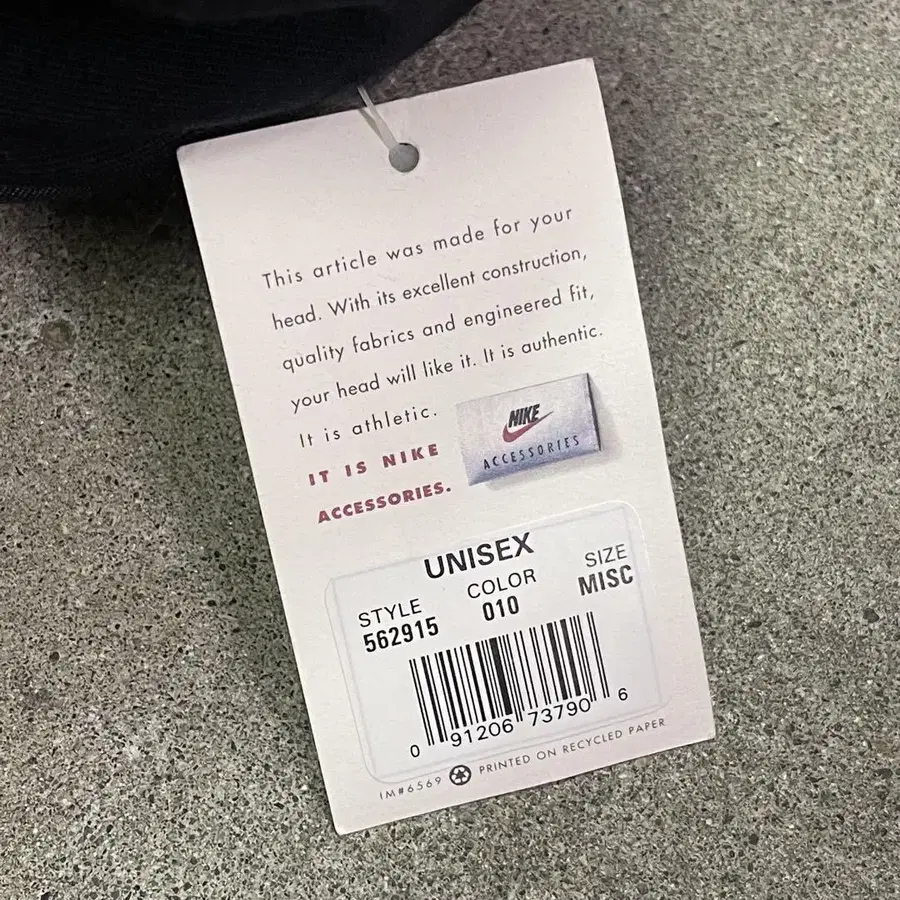 This article was made for your
head. With its excellent construction,
quality fabrics and engineered fit,
your head will like it. It is authentic.
It is athletic.
IT IS NIKE
ACCESSORIES.
NIKE
ACCESSORIES
UNISEX
STYLE COLOR SIZE
562915 010 MISC
0 91206 73790 6
IM#6569 PRINTED ON RECYCLED PAPER